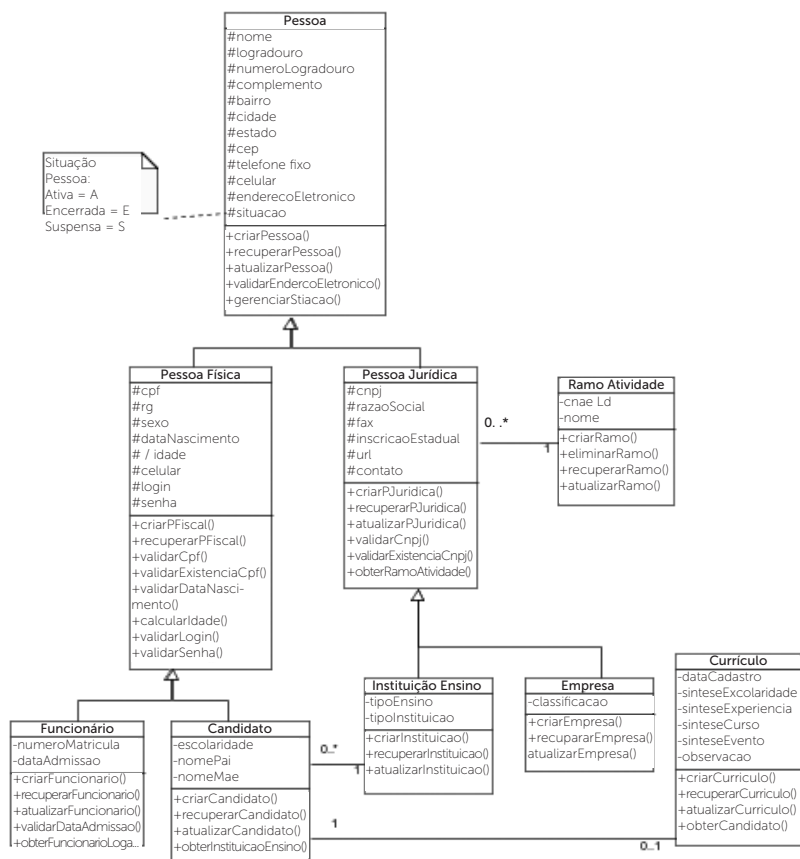 Pessoa
#nome
#logradouro
#numeroLogradouro
#complemento
#bairro
#cidade
#estado
#cep
#telefone fixo
#celular
#enderecoEletronico
#situacao
+criarPessoa()
+recuperarPessoa()
+atualizarPessoa()
+validarEndercoEletronico()
+gerenciarStiacao()
Situação
Pessoa:
Ativa = A
Encerrada = E
Suspensa = S
Pessoa Física
#cpf
#rg
#sexo
#dataNascimento
# / idade
#celular
#login
#senha
+criarPFiscal()
+recuperarPFiscal()
+validarCpf()
+validarExistenciaCpf()
+validarDataNasci-
mento()
+calcularIdade()
+validarLogin()
+validarSenha()
Pessoa Jurídica
#cnpj
#razaoSocial
#fax
#inscricaoEstadual
#url
#contato
+criarPJuridica()
+recuperarPJuridica()
+atualizarPJuridica()
+validarCnpj()
+validarExistenciaCnpj()
+obterRamoAtividade()
0. .*
1
Ramo Atividade
-cnae Ld
-nome
+criarRamo()
+eliminarRamo()
+recuperarRamo()
+atualizarRamo()
Funcionário
-numeroMatricula
-dataAdmissao
+criarFuncionario()
+recuperarFuncionario()
+atualizarFuncionario()
+validarDataAdmissao()
+obterFuncionarioLoga...
Candidato
-escolaridade
-nomePai
-nomeMae
+criarCandidato()
+recuperarCandidato()
+atualizarCandidato()
+obterInstituicaoEnsino()
0..*
1
Instituição Ensino
-tipoEnsino
-tipoInstituicao
+criarInstituicao()
+recuperarInstituicao()
+atualizarInstituicao()
Empresa
-classificacao
+criarEmpresa()
+recupararEmpresa()
atualizarEmpresa()
Currículo
-dataCadastro
-sinteseExcolaridade
-sinteseExperiencia
-sinteseCurso
-sinteseEvento
-observacao
+criarCurriculo()
+recuperarCurriculo()
+atualizarCurriculo()
+obterCandidato()
1
0..1